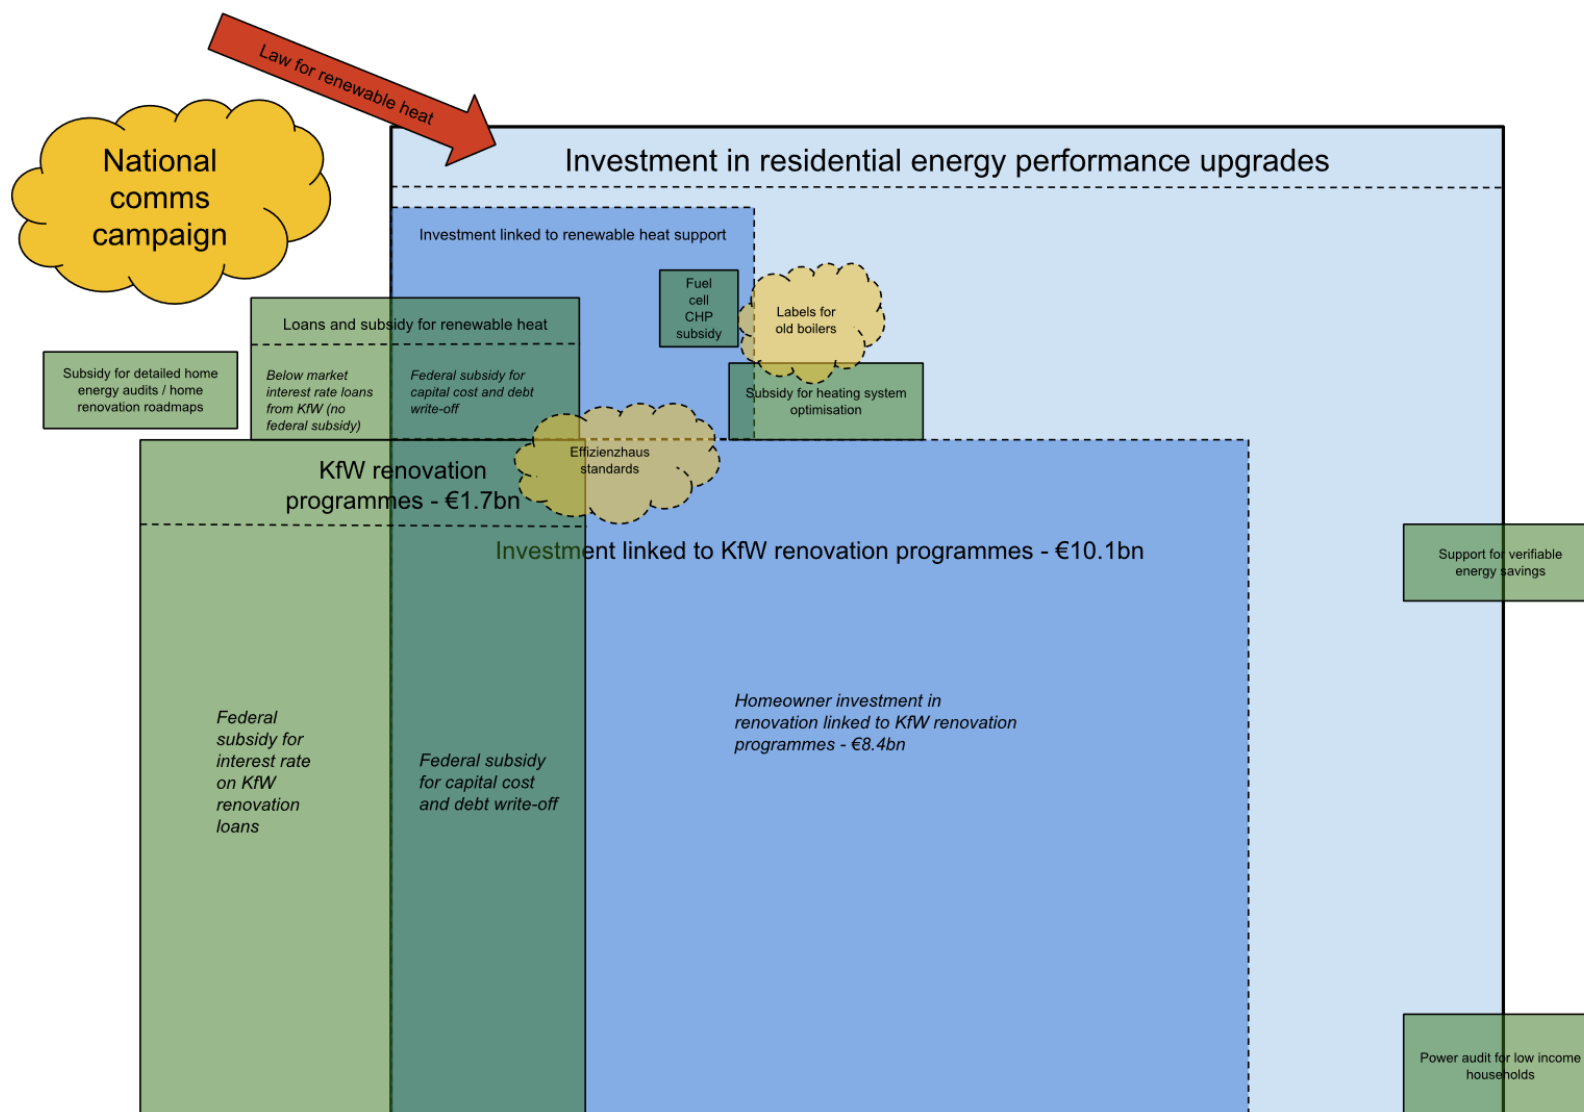 Law for renewable heat
National
comms
campaign
Investment in residential energy performance upgrades
Investment linked to renewable heat support
Fuel
cell
CHP
subsidy
Labels for
old boilers
Loans and subsidy for renewable heat
Subsidy for detailed home
energy audits / home
renovation roadmaps
Below market
interest rate loans
from KfW (no
federal subsidy)
Federal subsidy for
capital cost and debt
write-off
Subsidy for heating system
optimisation
Effizienzhaus
standards
KfW renovation
programmes - €1.7bn
Investment linked to KfW renovation programmes - €10.1bn
Support for verifiable
energy savings
Federal
subsidy for
interest rate
on KfW
renovation
loans
Federal subsidy
for capital cost
and debt write-off
Homeowner investment in
renovation linked to KfW renovation
programmes - €8.4bn
Power audit for low income
households